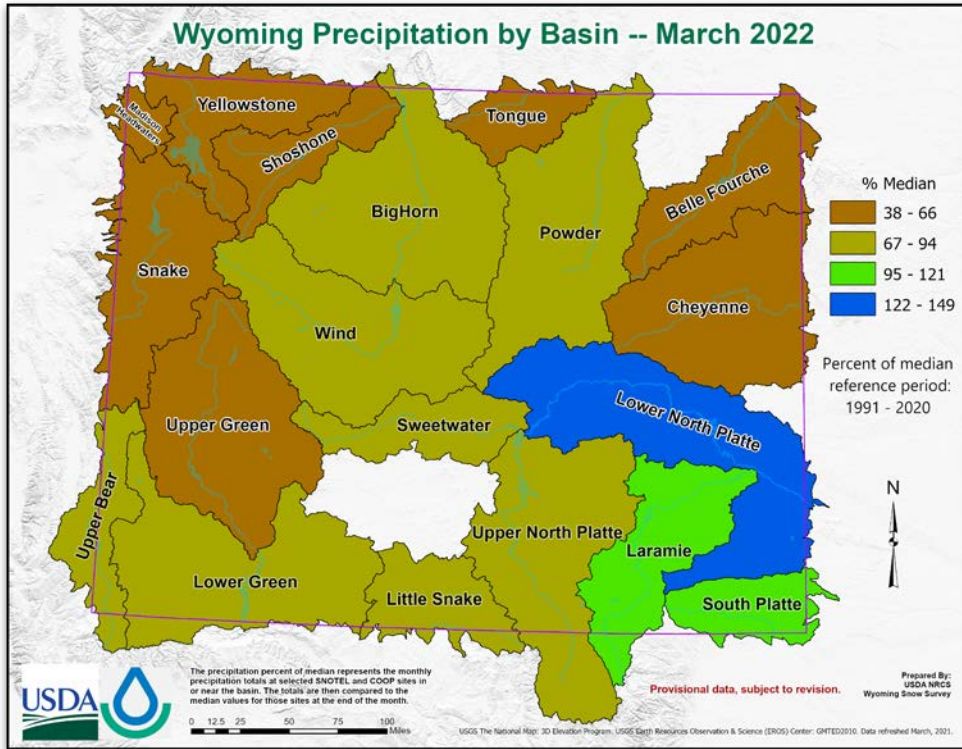 Wyoming Precipitation by Basin -- March 2022
Yellowstone
Madison
Headwaters
Shoshone
Tongue
BigHorn
Powder
Belle Fourche
Snake
Cheyenne
Wind
Upper Green
Sweetwater
Lower North Platte
Upper Bear
Upper North Platte
Laramie
Lower Green
Little Snake
South Platte
% Median
38 - 66
67 - 94
95 - 121
122 - 149
Percent of median
reference period:
1991 - 2020
N
USDA
The precipitation percent of median represents the monthly
precipitation totals at selected SNOTEL and COOP sites in
or near the basin. The totals are then compared to the
median values for those sites at the end of the month.
0 12.5 25 50 75 100
Miles
Provisional data, subject to revision.
Prepared By:
USDA NRCS
Wyoming Snow Survey
USGS The National Map: 3D Elevation Program. USGS Earth Resources Observation & Science (EROS) Center: GMTED2010. Data refreshed March, 2021.